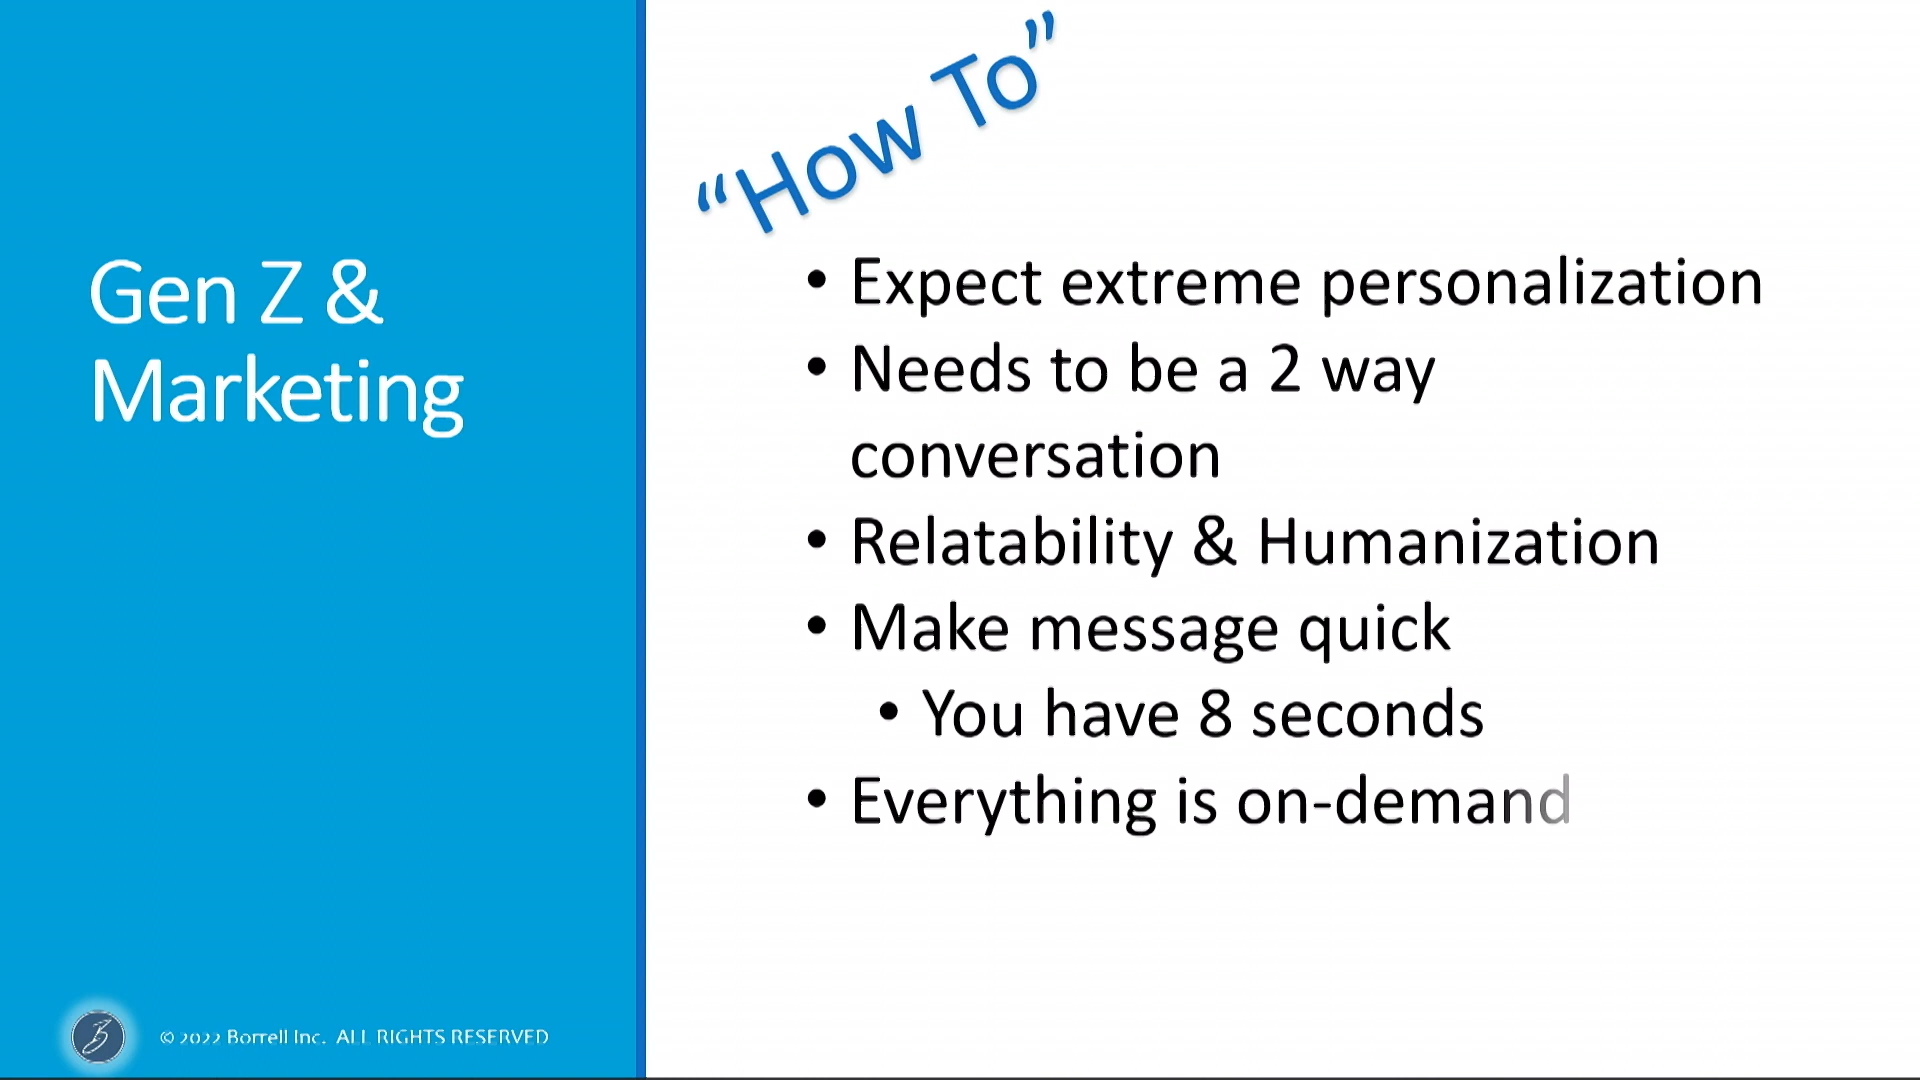 “How To”
Gen Z &
Marketing
• Expect extreme personalization
• Needs to be a 2 way
conversation
• Relatability & Humanization
• Make message quick
• You have 8 seconds
• Everything is on-demand
© 2022 Borrell Inc. ALL RIGHTS RESERVED